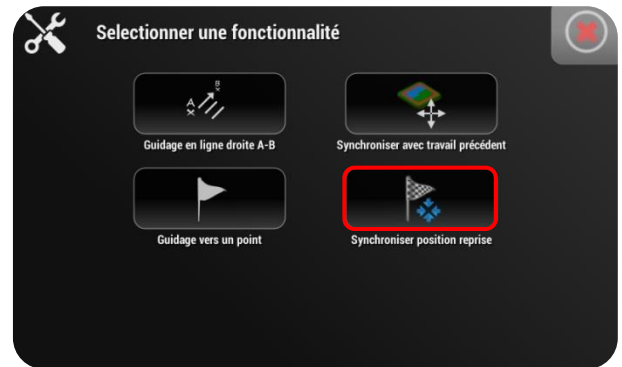 Selectionner une fonctionnalité
A
B
Guidage en ligne droite A-B
Synchroniser avec travail précédent
Guidage vers un point
Synchroniser position reprise